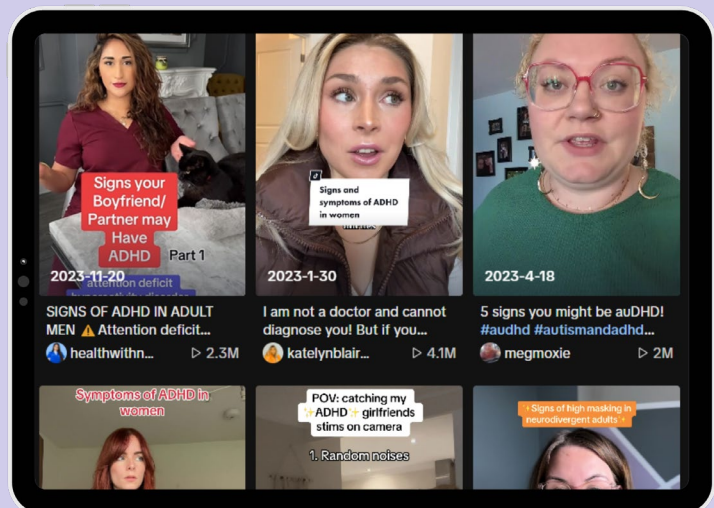 Signs your
Boyfriend/
Partner may
Have
ADHD
Part 1
2023-11-20
attention deficit
hyperactivity disorder
SIGNS OF ADHD IN ADULT
MEN ⚠️ Attention deficit...
healthwithn...
▷ 2.3M
Signs and
symptoms of ADHD
in women
2023-1-30
I am not a doctor and cannot
diagnose you! But if you...
katelynblair...
▷ 4.1M
2023-4-18
5 signs you might be auDHD!
#audhd #autismandadhd...
megmoxie
▷ 2M
Symptoms of ADHD in
women
POV: catching my
✨ADHD✨ girlfriends
stims on camera
1. Random noises
✨Signs of high masking in
neurodivergent adults✨